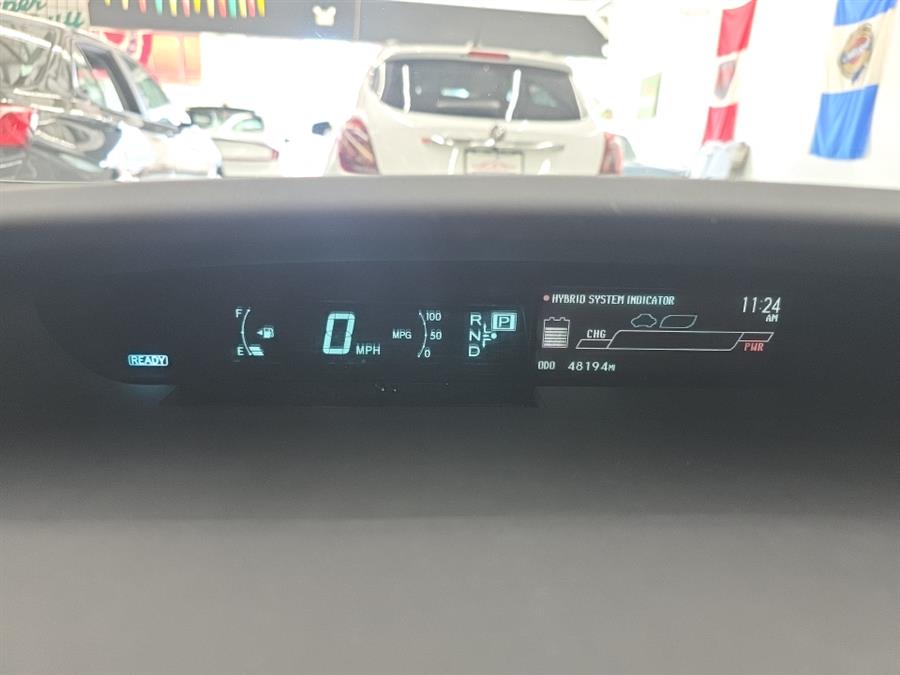 HYBRID SYSTEM INDICATOR
11:24
AM
F
E
0 MPH
MPG
100
50
0
R
N
D
P
CHG
PWR
READY
ODO 48194MI